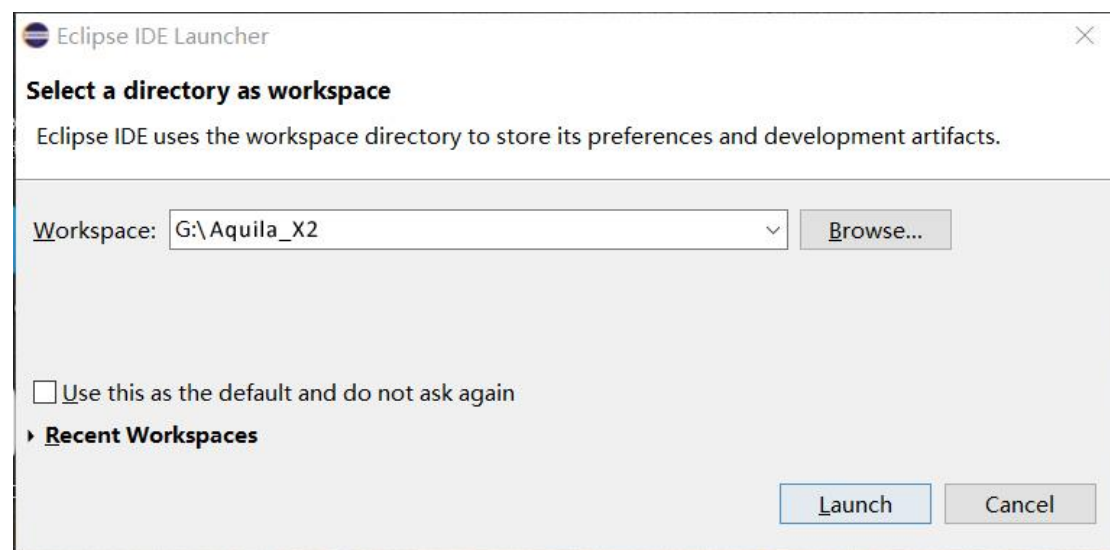 Eclipse IDE Launcher
Select a directory as workspace
Eclipse IDE uses the workspace directory to store its preferences and development artifacts.
Workspace: G:\Aquila_X2 Browse...
Use this as the default and do not ask again
Recent Workspaces
Launch Cancel